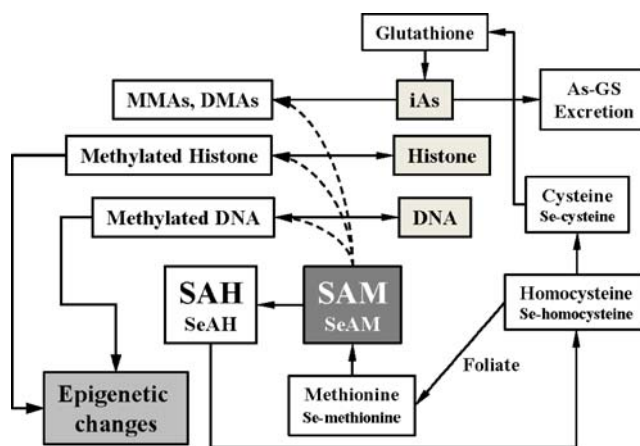 Glutathione
MMAs, DMAs
iAs
As-GS
Excretion
Methylated Histone
Histone
Cysteine
Se-cysteine
Methylated DNA
DNA
SAH
SeAH
SAM
SeAM
Homocysteine
Se-homocysteine
Foliate
Epigenetic
changes
Methionine
Se-methionine